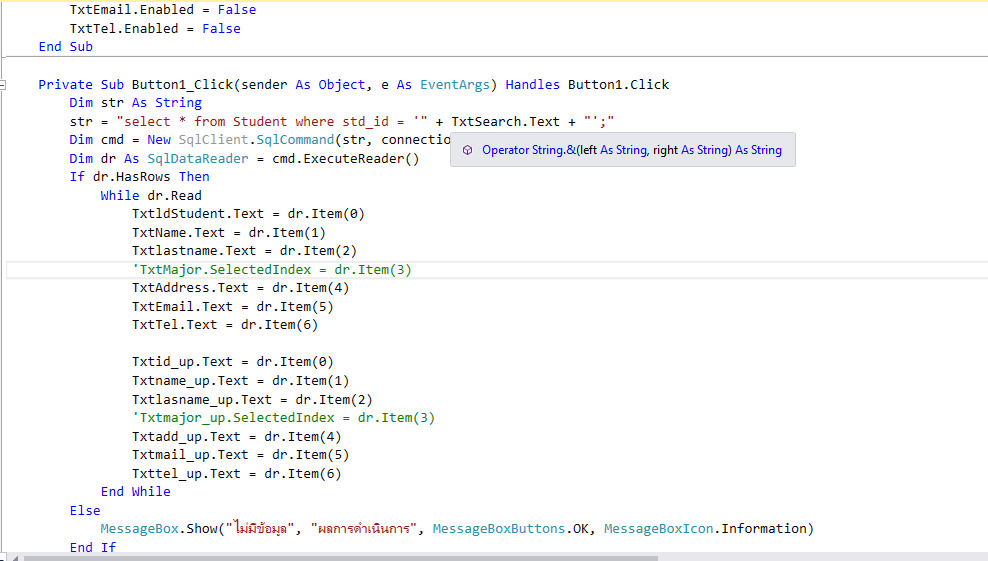 TxtEmail.Enabled = False
TxtTel.Enabled = False
End Sub
Private Sub Button1_Click(sender As Object, e As EventArgs) Handles Button1.Click
Dim str As String
str = "select * from Student where std_id = '" + TxtSearch.Text + "';"
Dim cmd = New SqlClient.SqlCommand(str, connectio
Operator String.&(left As String, right As String) As String
Dim dr As SqlDataReader = cmd.ExecuteReader()
If dr.HasRows Then
While dr.Read
TxtldStudent.Text = dr.Item(0)
TxtName.Text = dr.Item(1)
Txtlastname.Text = dr.Item(2)
'TxtMajor.SelectedIndex = dr.Item(3)
TxtAddress.Text = dr.Item(4)
TxtEmail.Text = dr.Item(5)
TxtTel.Text = dr.Item(6)
Txtid_up.Text = dr.Item(0)
Txtname_up.Text = dr.Item(1)
Txtlasname_up.Text = dr.Item(2)
'Txtmajor_up.SelectedIndex = dr.Item(3)
Txtadd_up.Text = dr.Item(4)
Txtmail_up.Text = dr.Item(5)
Txttel_up.Text = dr.Item(6)
End While
Else
MessageBox.Show("ไม่มีข้อมูล", "ผลการดำเนินการ", MessageBoxButtons.OK, MessageBoxIcon.Information)
End If